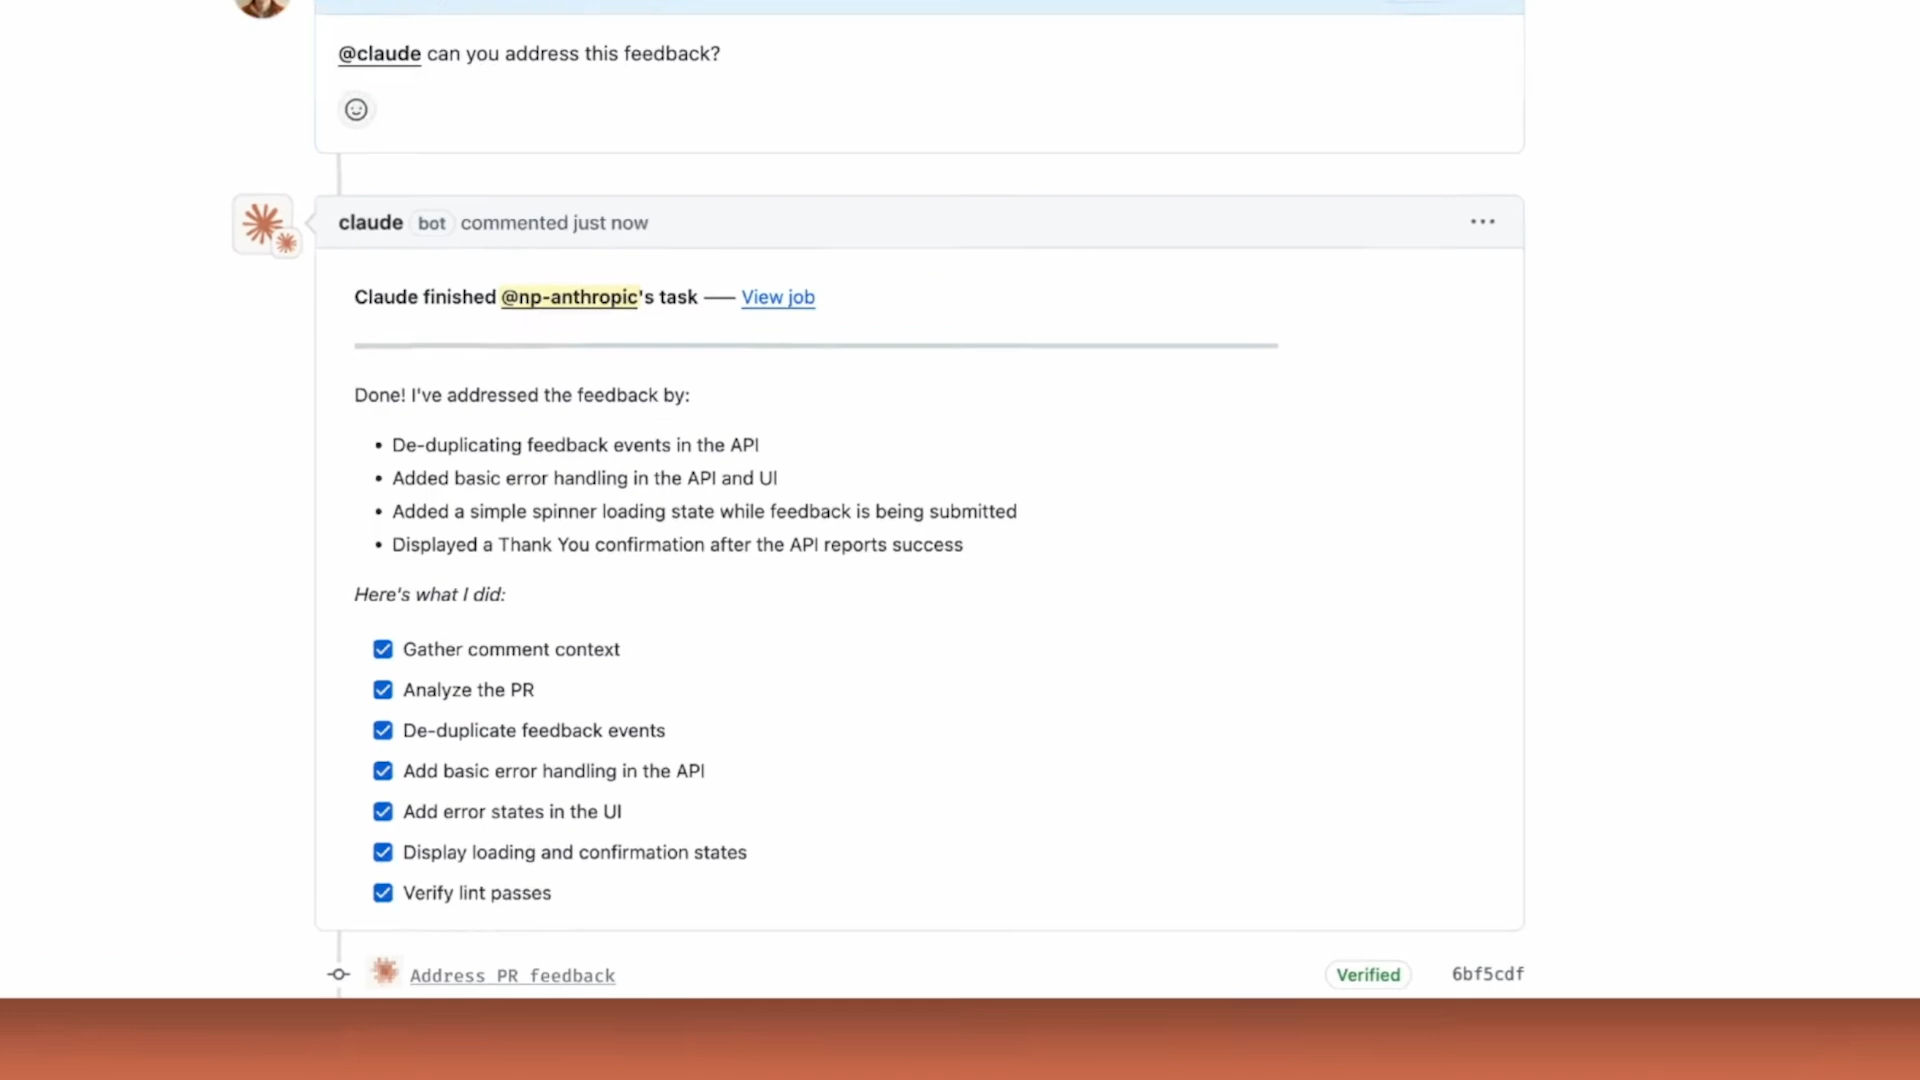 @claude can you address this feedback?
claude bot commented just now
Claude finished @np-anthropic's task —— View job
Done! I've addressed the feedback by:
• De-duplicating feedback events in the API
• Added basic error handling in the API and UI
• Added a simple spinner loading state while feedback is being submitted
• Displayed a Thank You confirmation after the API reports success
Here's what I did:
Gather comment context
Analyze the PR
De-duplicate feedback events
Add basic error handling in the API
Add error states in the UI
Display loading and confirmation states
Verify lint passes
Address PR feedback Verified 6bf5cdf